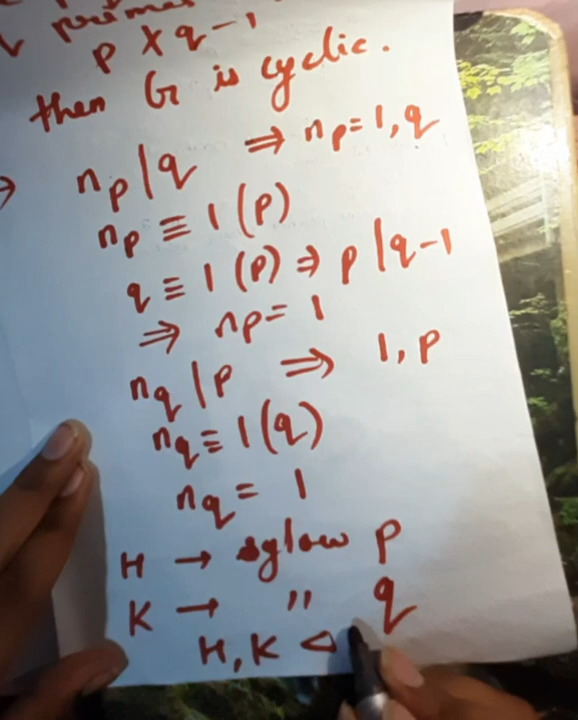 primes
p ∤ q-1
then G is cyclic.
⇒ n_p | q ⇒ n_p = 1, q
n_p ≡ 1 (p)
q ≡ 1 (p) ⇒ p | q-1
⇒ n_p = 1
n_q | p ⇒ 1, p
n_q ≡ 1 (q)
n_q = 1
H → sylow p
K → " q
H, K ◁